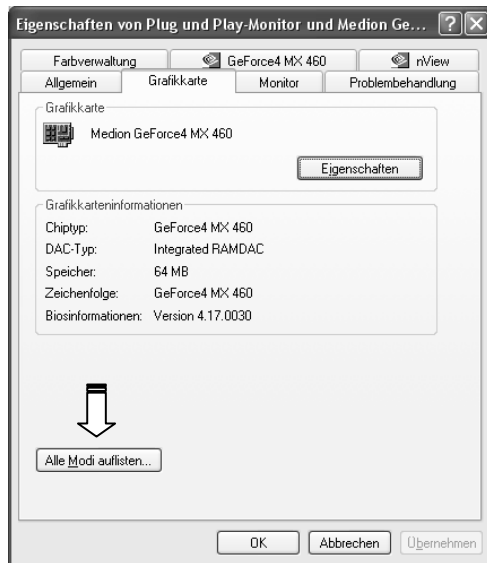 Eigenschaften von Plug und Play-Monitor und Medion Ge...
Farbverwaltung GeForce4 MX 460 nView
Allgemein Grafikkarte Monitor Problembehandlung
Grafikkarte
Medion GeForce4 MX 460
Eigenschaften
Grafikkarteninformationen
Chiptyp: GeForce4 MX 460
DAC-Typ: Integrated RAMDAC
Speicher: 64 MB
Zeichenfolge: GeForce4 MX 460
Biosinformationen: Version 4.17.0030
Alle Modi auflisten...
OK Abbrechen Übernehmen